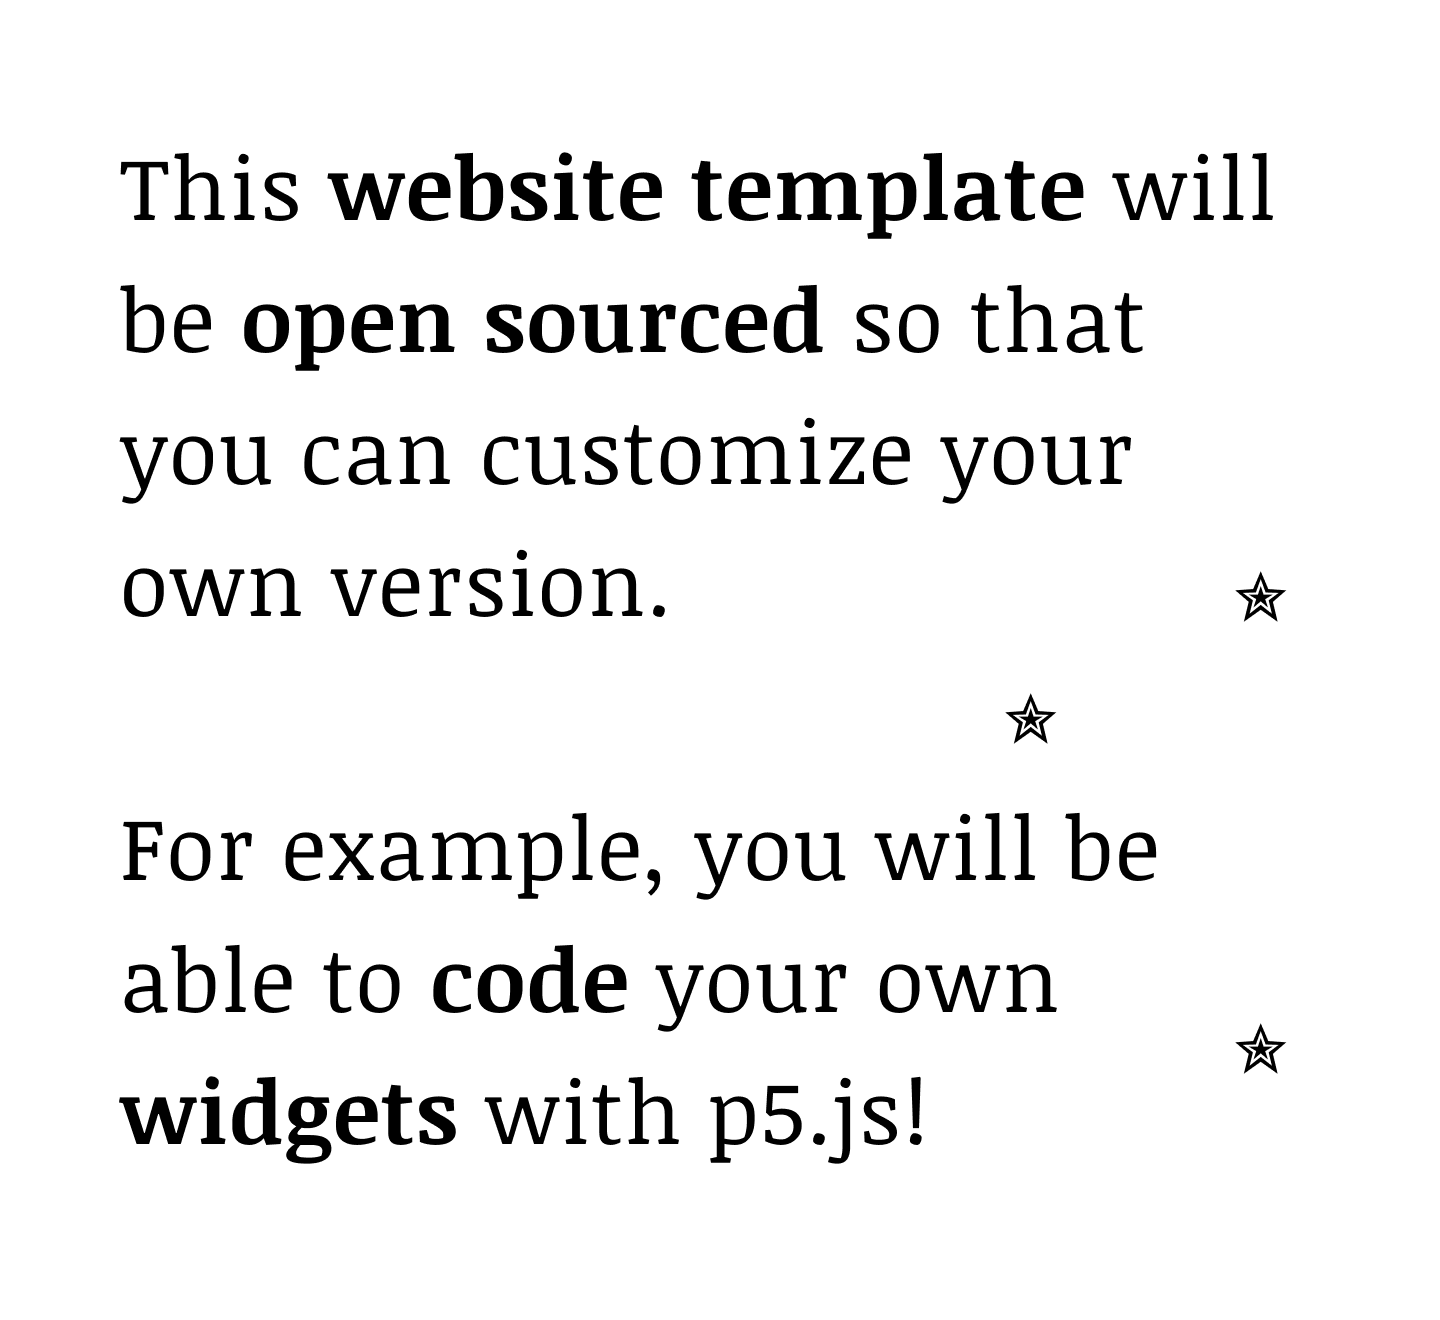 This website template will
be open sourced so that
you can customize your
own version.
For example, you will be
able to code your own
widgets with p5.js!